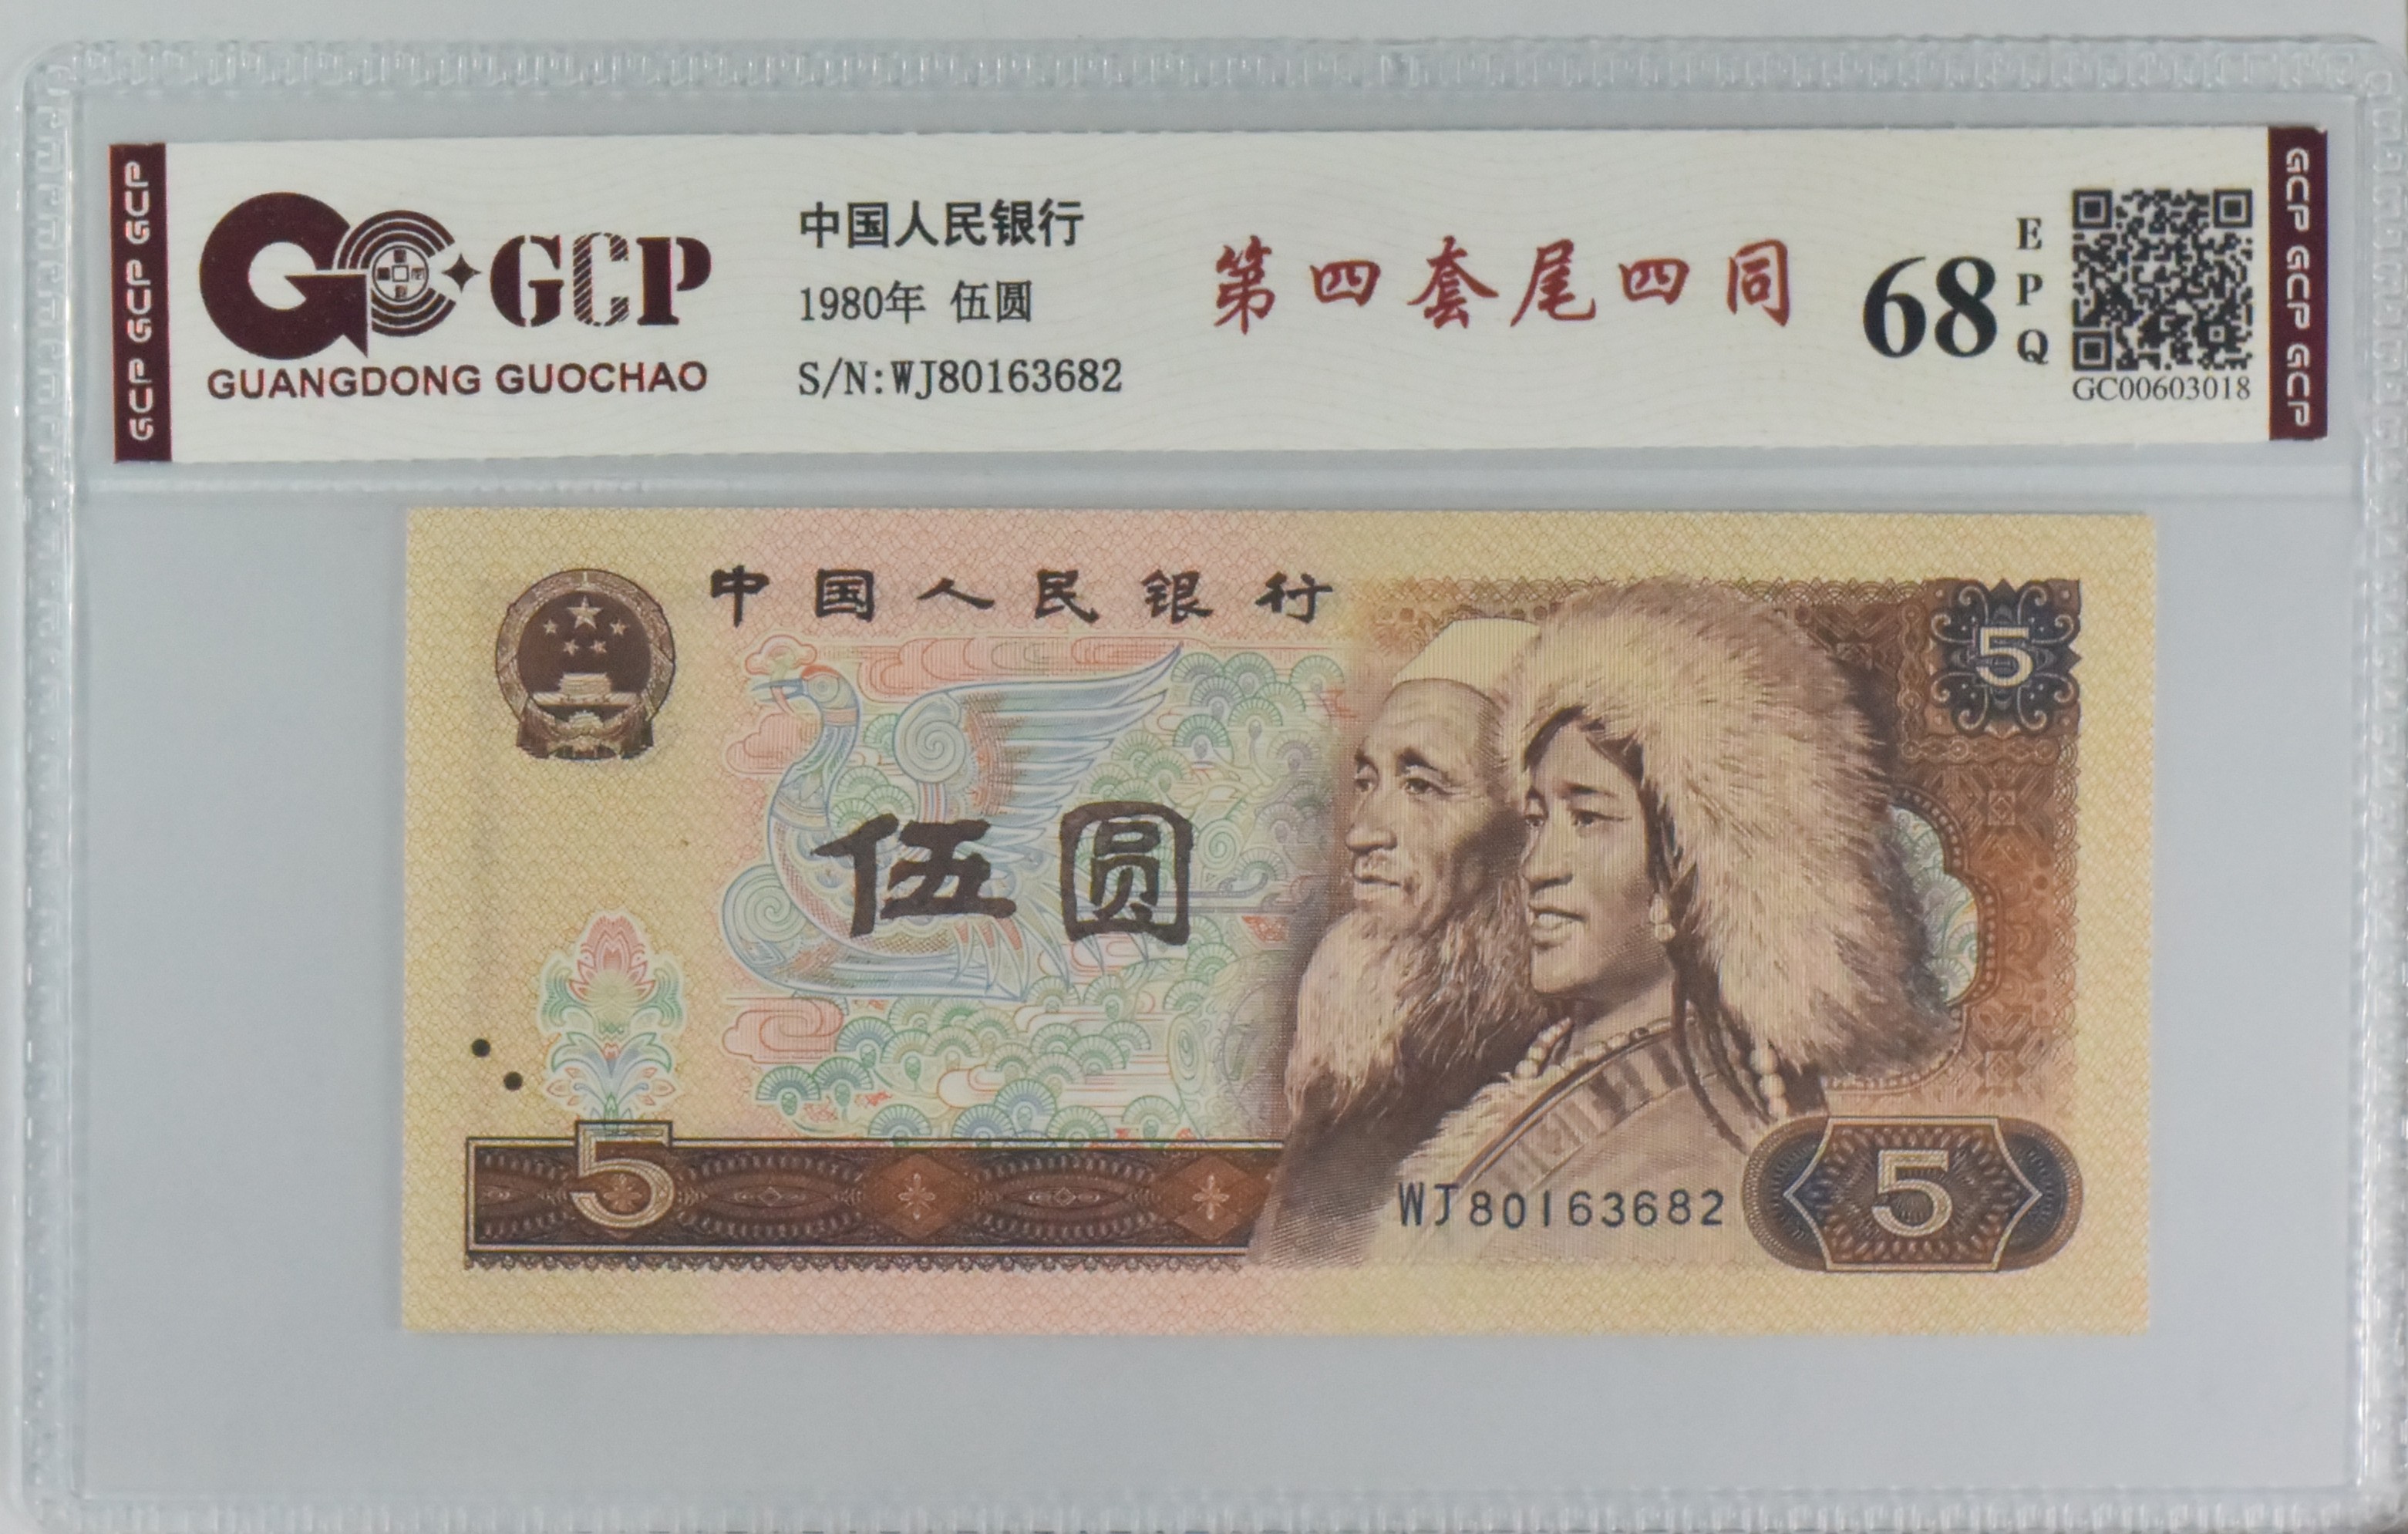 GCP GCP GCP
GCP
GUANGDONG GUOCHAO
中国人民银行
1980年 伍圆
S/N:WJ80163682
第四套尾四同
68
E
P
Q
GC00603018
GCP GCP GCP
中国人民银行
5
伍圆
5
WJ80163682
5